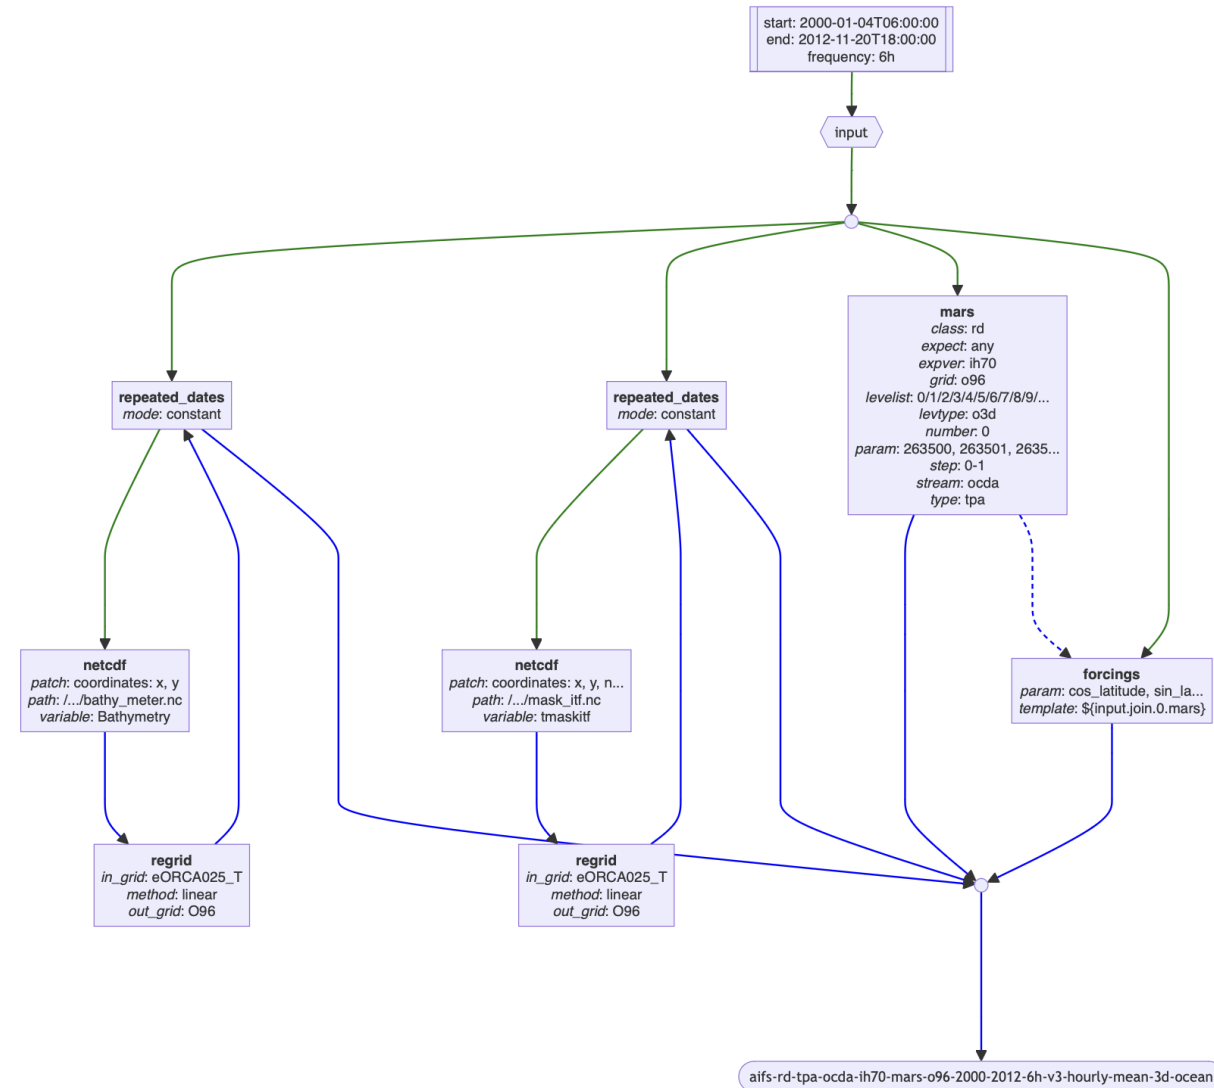 start: 2000-01-04T06:00:00
end: 2012-11-20T18:00:00
frequency: 6h
input
mars
class: rd
expect: any
expver: ih70
grid: o96
levelist: 0/1/2/3/4/5/6/7/8/9/...
levtype: o3d
number: 0
param: 263500, 263501, 2635...
step: 0-1
stream: ocda
type: tpa
repeated_dates
mode: constant
repeated_dates
mode: constant
netcdf
patch: coordinates: x, y
path: /.../bathy_meter.nc
variable: Bathymetry
netcdf
patch: coordinates: x, y, n...
path: /.../mask_itf.nc
variable: tmaskitf
forcings
param: cos_latitude, sin_la...
template: ${input.join.0.mars}
regrid
in_grid: eORCA025_T
method: linear
out_grid: O96
regrid
in_grid: eORCA025_T
method: linear
out_grid: O96
aifs-rd-tpa-ocda-ih70-mars-o96-2000-2012-6h-v3-hourly-mean-3d-ocean